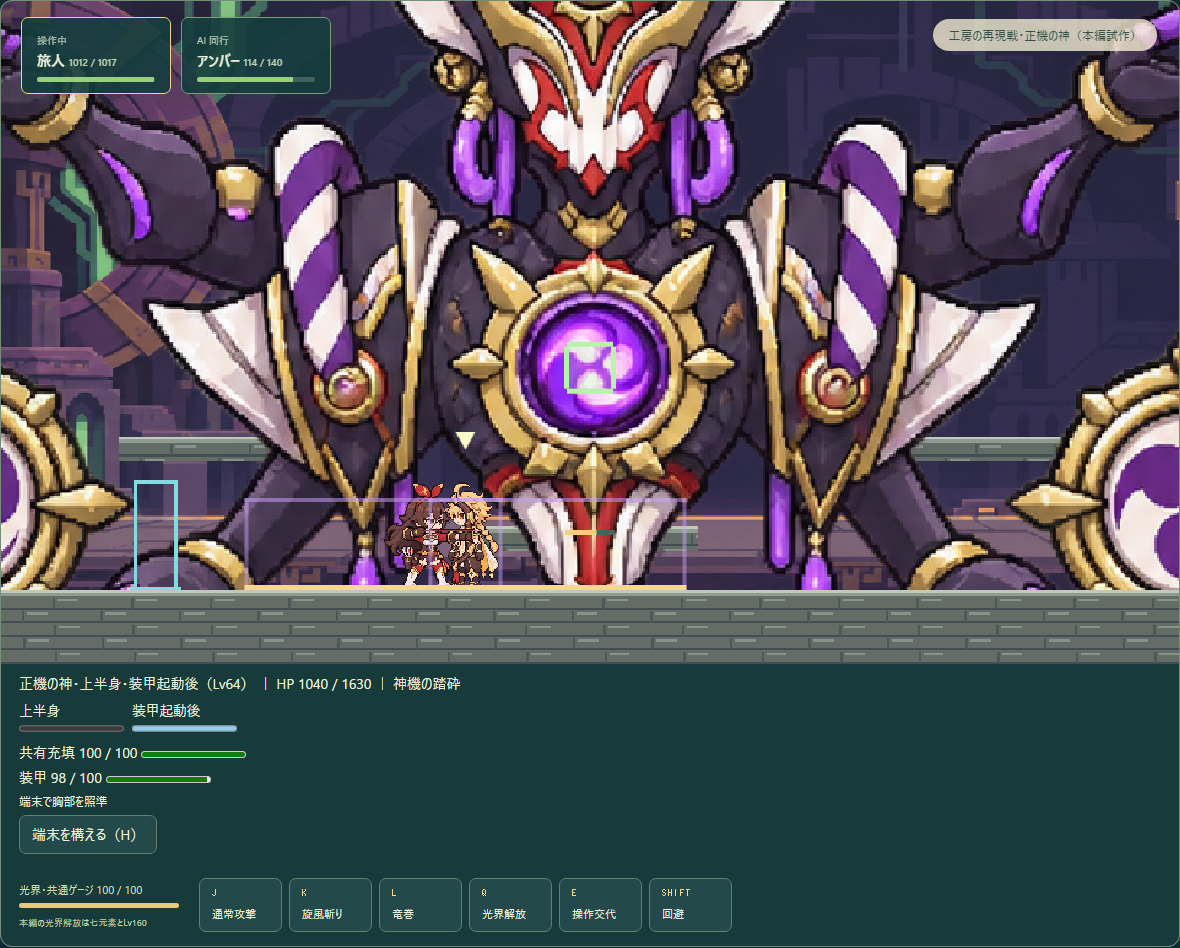 操作中
旅人 1012 / 1017
AI 同行
アンバー 114 / 140
工房の再現戦・正機の神（本編試作）
正機の神・上半身・装甲起動後（Lv64） ｜ HP 1040 / 1630 ｜ 神機の踏砕
上半身 装甲起動後
共有充填 100 / 100
装甲 98 / 100
端末で胸部を照準
端末を構える（H）
光界・共通ゲージ 100 / 100
本編の光界解放は七元素とLv160
J
通常攻撃
K
旋風斬り
L
竜巻
Q
光界解放
E
操作交代
SHIFT
回避